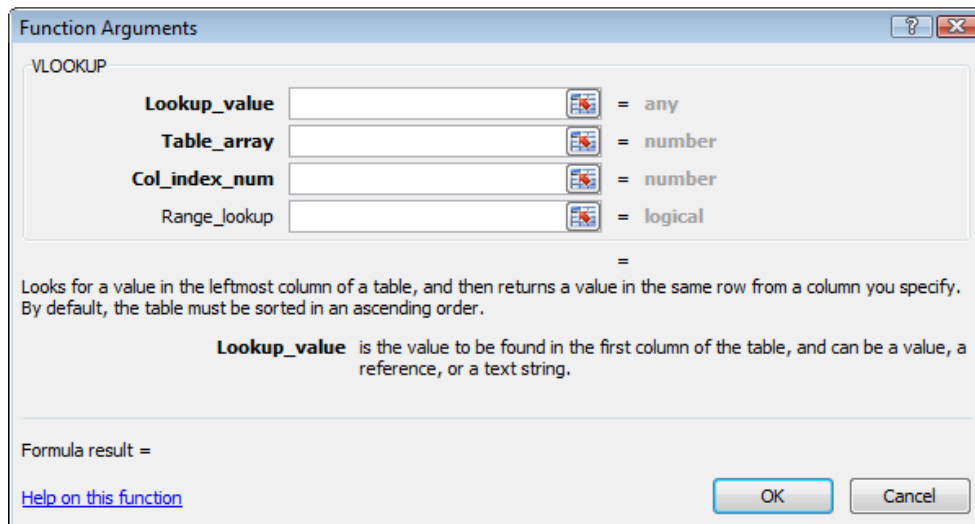 Function Arguments
VLOOKUP
Lookup_value = any
Table_array = number
Col_index_num = number
Range_lookup = logical
=
Looks for a value in the leftmost column of a table, and then returns a value in the same row from a column you specify.
By default, the table must be sorted in an ascending order.
Lookup_value is the value to be found in the first column of the table, and can be a value, a
reference, or a text string.
Formula result =
Help on this function
OK Cancel